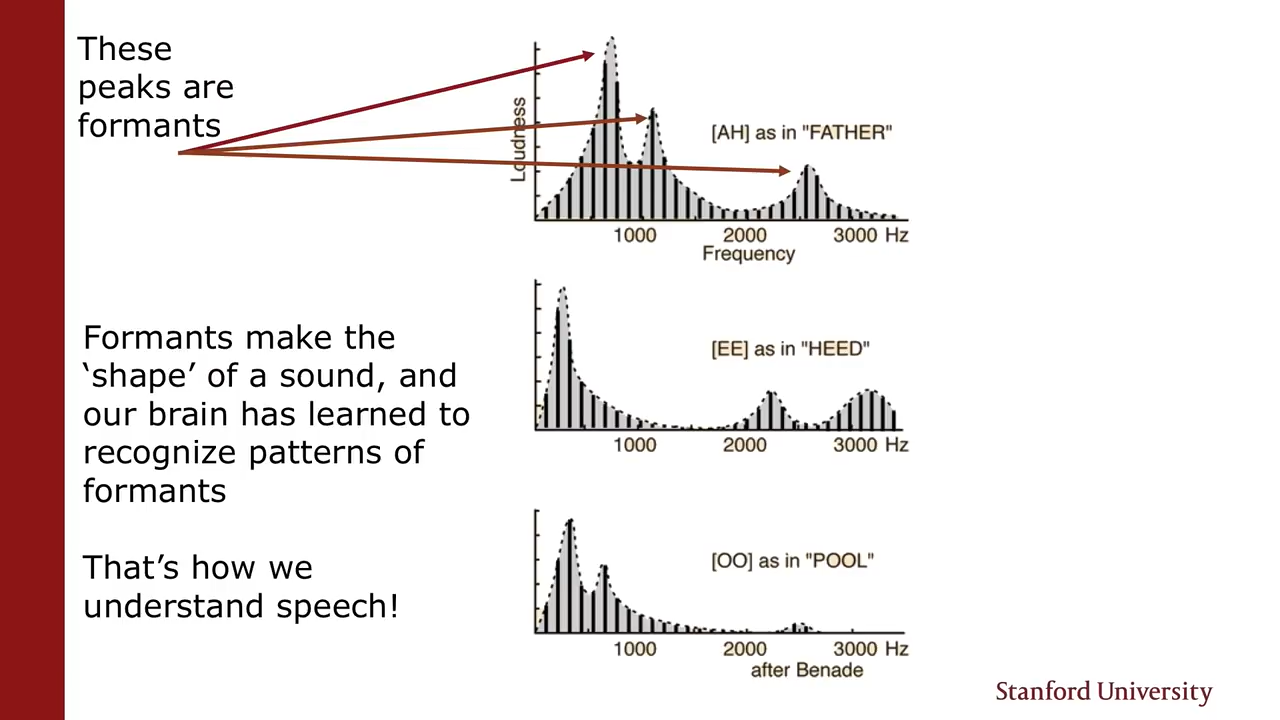 These
peaks are
formants
Loudness
[AH] as in "FATHER"
1000 2000 3000 Hz
Frequency
Formants make the
‘shape’ of a sound, and
our brain has learned to
recognize patterns of
formants
That’s how we
understand speech!
[EE] as in "HEED"
1000 2000 3000 Hz
[OO] as in "POOL"
1000 2000 3000 Hz
after Benade
Stanford University